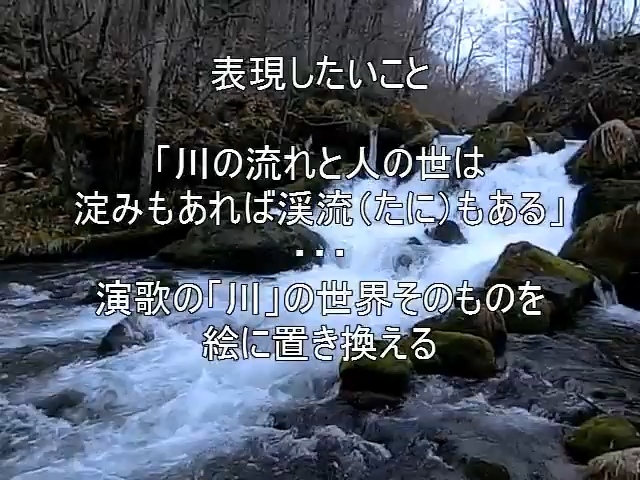 表現したいこと
「川の流れと人の世は
淀みもあれば渓流(たに)もある」
・・・
演歌の「川」の世界そのものを
絵に置き換える